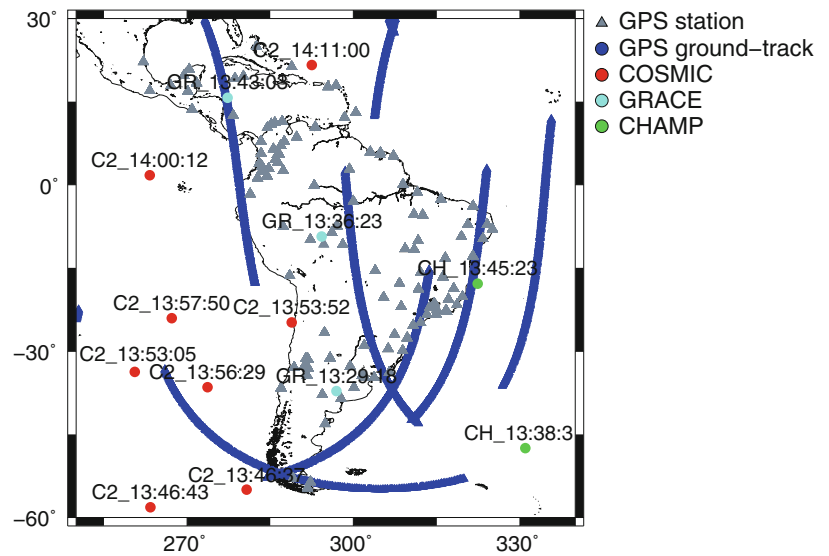 30°
0°
−30°
−60°
270°
300°
330°
C2_14:11:00
GR_13:43:08
C2_14:00:12
GR_13:36:23
CH_13:45:23
C2_13:57:50
C2_13:53:52
C2_13:53:05
C2_13:56:29
GR_13:29:18
CH_13:38:3
C2_13:46:37
C2_13:46:43
GPS station
GPS ground−track
COSMIC
GRACE
CHAMP